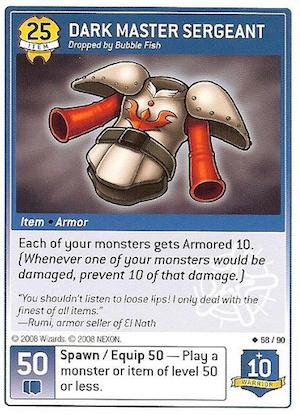 25
ITEM
DARK MASTER SERGEANT
Dropped by Bubble Fish
Item • Armor
Each of your monsters gets Armored 10.
(Whenever one of your monsters would
be damaged, prevent 10 of that damage.)
"You shouldn't listen to loose lips! I only deal with the
finest of all items."
—Rumi, armor seller of El Nath
© 2008 Wizards. © 2008 NEXON.
◆ 58 / 90
50
Spawn / Equip 50 — Play a
monster or item of level 50
or less.
10
WARRIOR